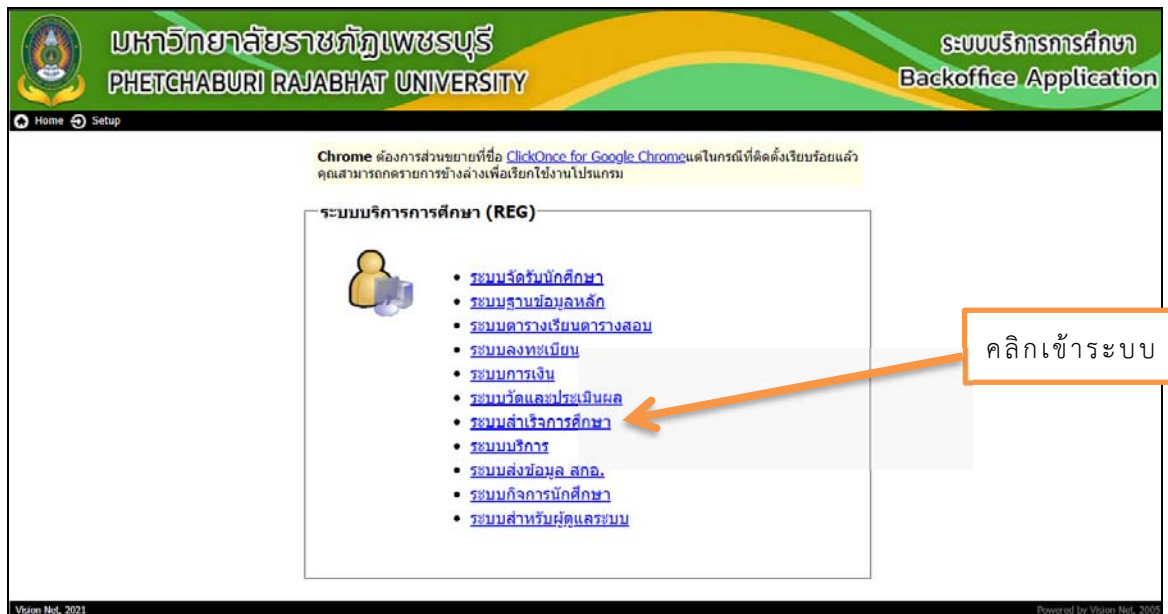 มหาวิทยาลัยราชภัฏเพชรบุรี
PHETCHABURI RAJABHAT UNIVERSITY
ระบบบริการการศึกษา
Backoffice Application
Home Setup
Chrome ต้องการส่วนขยายที่ชื่อ ClickOnce for Google Chromeแต่ในกรณีที่ติดตั้งเรียบร้อยแล้ว
คุณสามารถกดรายการข้างล่างเพื่อเรียกใช้งานโปรแกรม
ระบบบริการการศึกษา (REG)
• ระบบจัดรับนักศึกษา
• ระบบฐานข้อมูลหลัก
• ระบบตารางเรียนตารางสอบ
• ระบบลงทะเบียน
• ระบบการเงิน
• ระบบวัดและประเมินผล
• ระบบสำเร็จการศึกษา
• ระบบบริการ
• ระบบส่งข้อมูล สกอ.
• ระบบกิจการนักศึกษา
• ระบบสำหรับผู้ดูแลระบบ
คลิกเข้าระบบ
Vision Net, 2021
Powered by Vision Net, 2005